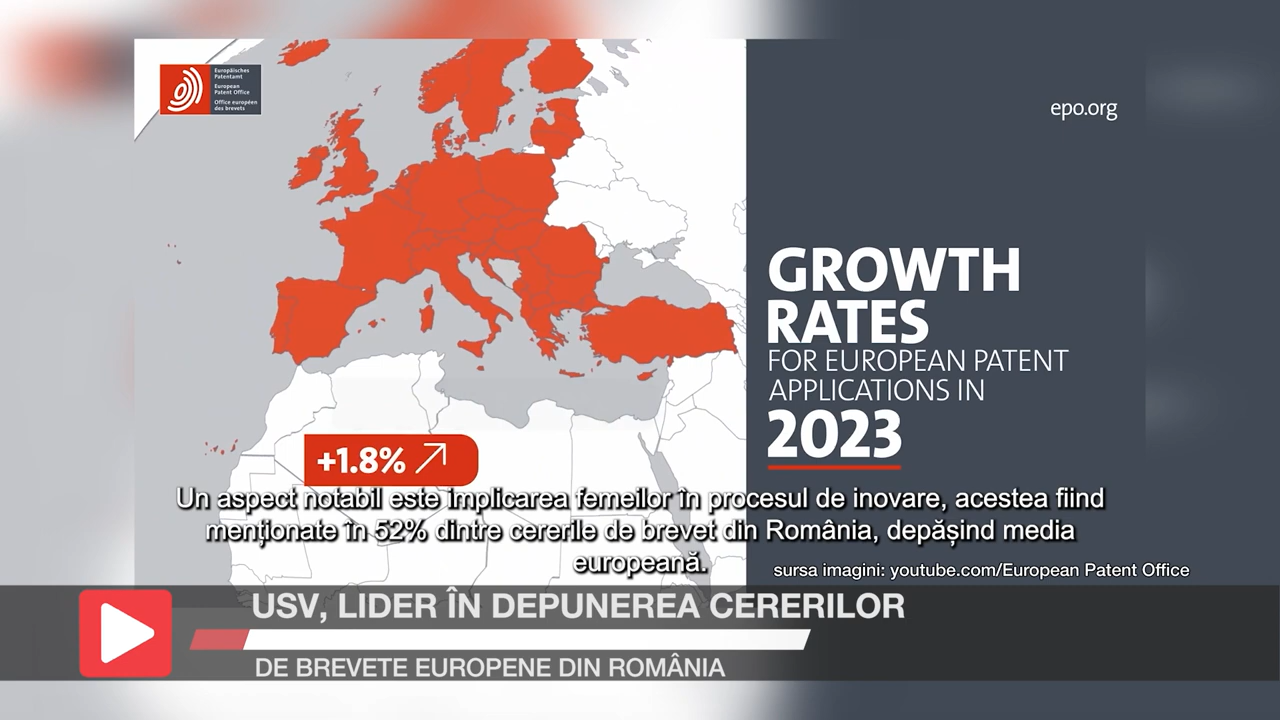 Europäisches
Patentamt
European
Patent Office
Office européen
des brevets
epo.org
GROWTH
RATES
FOR EUROPEAN PATENT
APPLICATIONS IN
2023
+1.8%
Un aspect notabil este implicarea femeilor în procesul de inovare, acestea fiind
menționate în 52% dintre cererile de brevet din România, depășind media
europeană.
sursa imagini: youtube.com/European Patent Office
USV, LIDER ÎN DEPUNEREA CERERILOR
DE BREVETE EUROPENE DIN ROMÂNIA